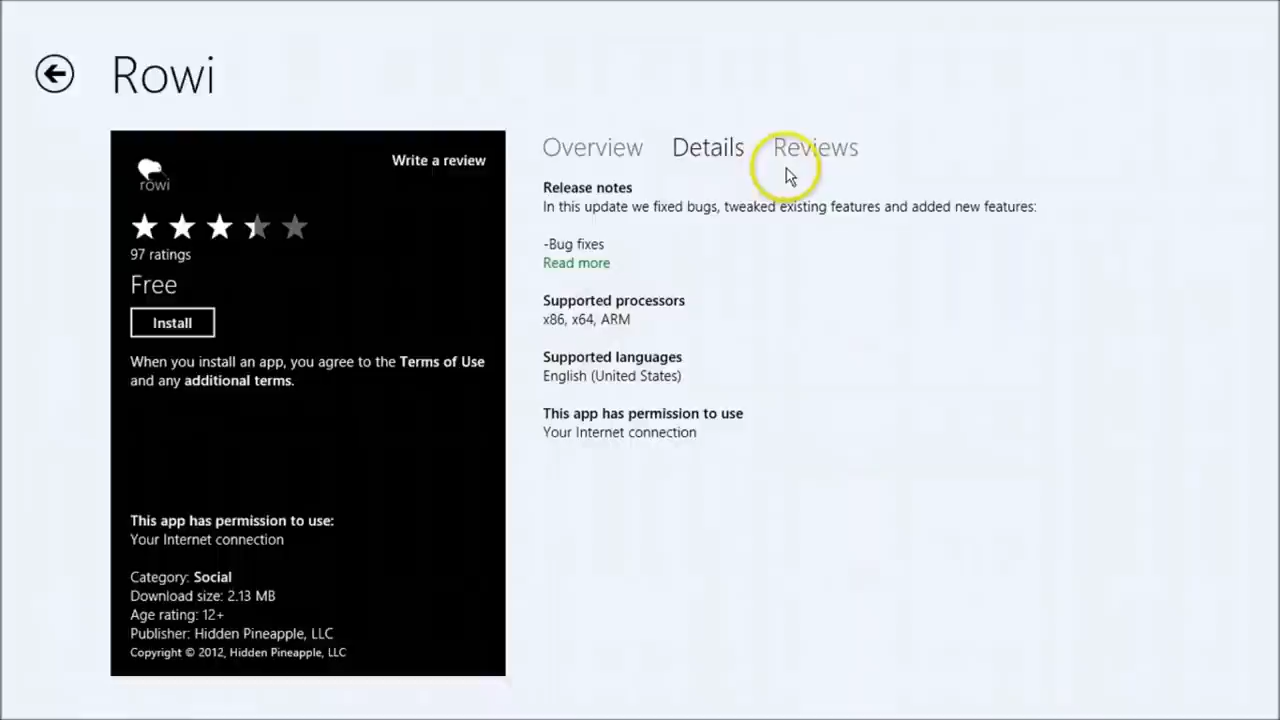 Rowi
Write a review
rowi
97 ratings
Free
Install
When you install an app, you agree to the Terms of Use
and any additional terms.
This app has permission to use:
Your Internet connection
Category: Social
Download size: 2.13 MB
Age rating: 12+
Publisher: Hidden Pineapple, LLC
Copyright © 2012, Hidden Pineapple, LLC
Overview Details Reviews
Release notes
In this update we fixed bugs, tweaked existing features and added new features:
-Bug fixes
Read more
Supported processors
x86, x64, ARM
Supported languages
English (United States)
This app has permission to use
Your Internet connection